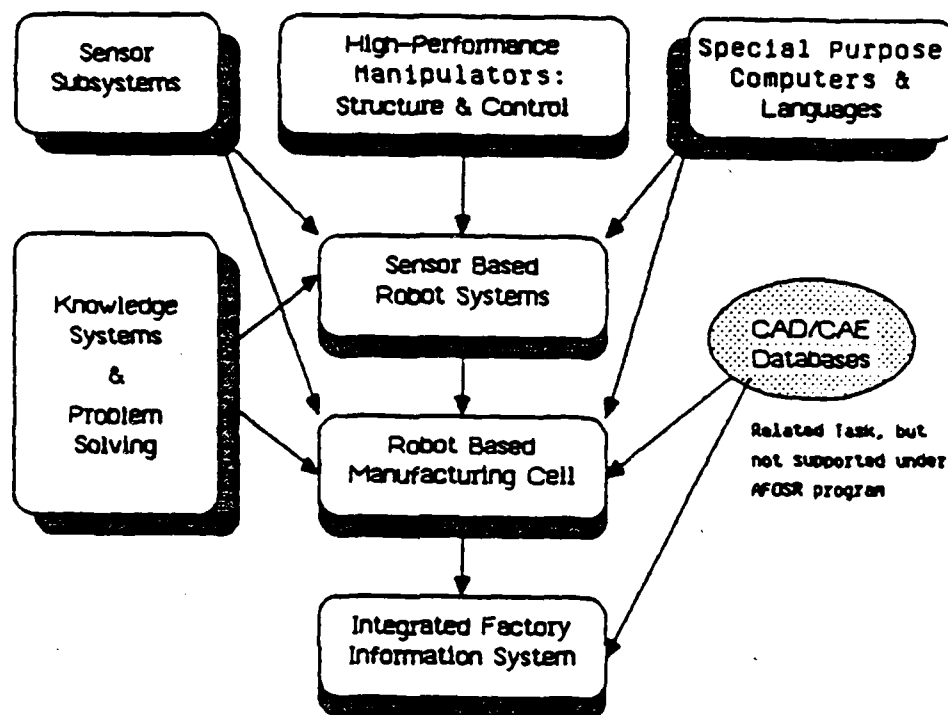 Sensor
Subsystems
High-Performance
Manipulators:
Structure & Control
Special Purpose
Computers &
Languages
Sensor Based
Robot Systems
Knowledge
Systems
&
Problem
Solving
CAD/CAE
Databases
Related Task, but
not supported under
AFOSR program
Robot Based
Manufacturing Cell
Integrated Factory
Information System